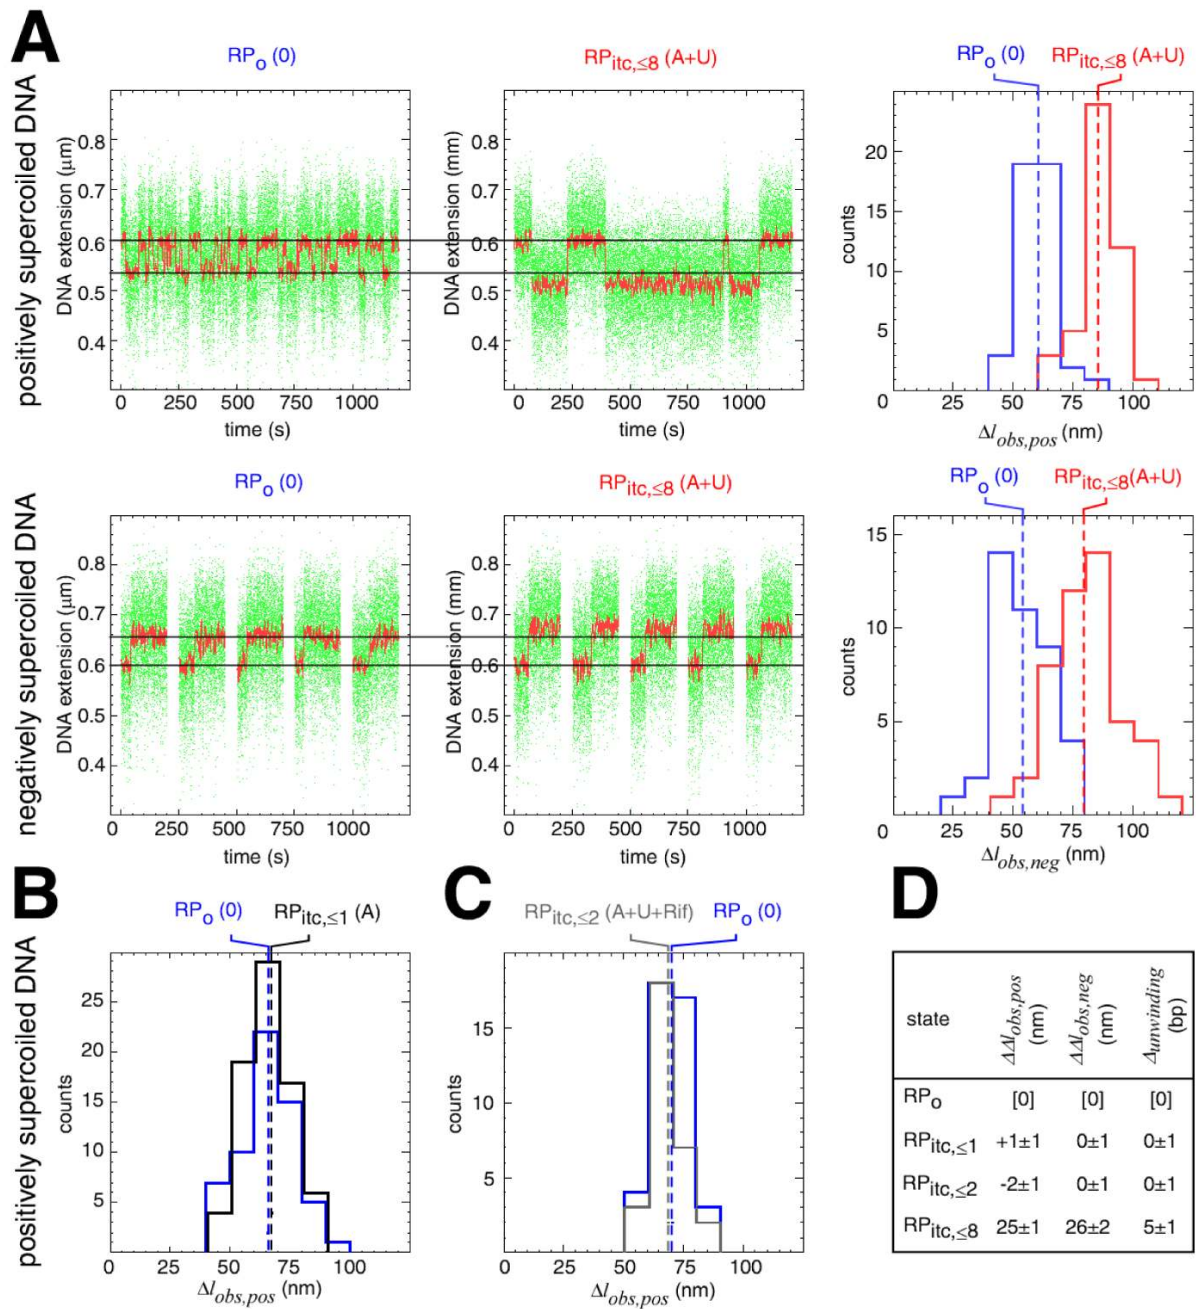 A
positively supercoiled DNA
RPo (0)
RPitc,≤8 (A+U)
RPo (0)
RPitc,≤8 (A+U)
DNA extension (μm)
0.8
0.7
0.6
0.5
0.4
0 250 500 750 1000
time (s)
DNA extension (mm)
0.8
0.7
0.6
0.5
0.4
0 250 500 750 1000
time (s)
counts
20
15
10
5
0 25 50 75 100
Δlobs,pos (nm)
negatively supercoiled DNA
RPo (0)
RPitc,≤8 (A+U)
RPo (0)
RPitc,≤8(A+U)
DNA extension (μm)
0.8
0.7
0.6
0.5
0.4
0 250 500 750 1000
time (s)
DNA extension (mm)
0.8
0.7
0.6
0.5
0.4
0 250 500 750 1000
time (s)
counts
15
10
5
0 25 50 75 100
Δlobs,neg (nm)
B
positively supercoiled DNA
RPo (0)
RPitc,≤1 (A)
counts
25
20
15
10
5
0 25 50 75 100
Δlobs,pos (nm)
C
RPitc,≤2 (A+U+Rif)
RPo (0)
counts
15
10
5
0 25 50 75 100
Δlobs,pos (nm)
D
state ΔΔlobs,pos (nm) ΔΔlobs,neg (nm) Δunwinding (bp)
RPo [0] [0] [0]
RPitc,≤1 +1±1 0±1 0±1
RPitc,≤2 -2±1 0±1 0±1
RPitc,≤8 25±1 26±2 5±1